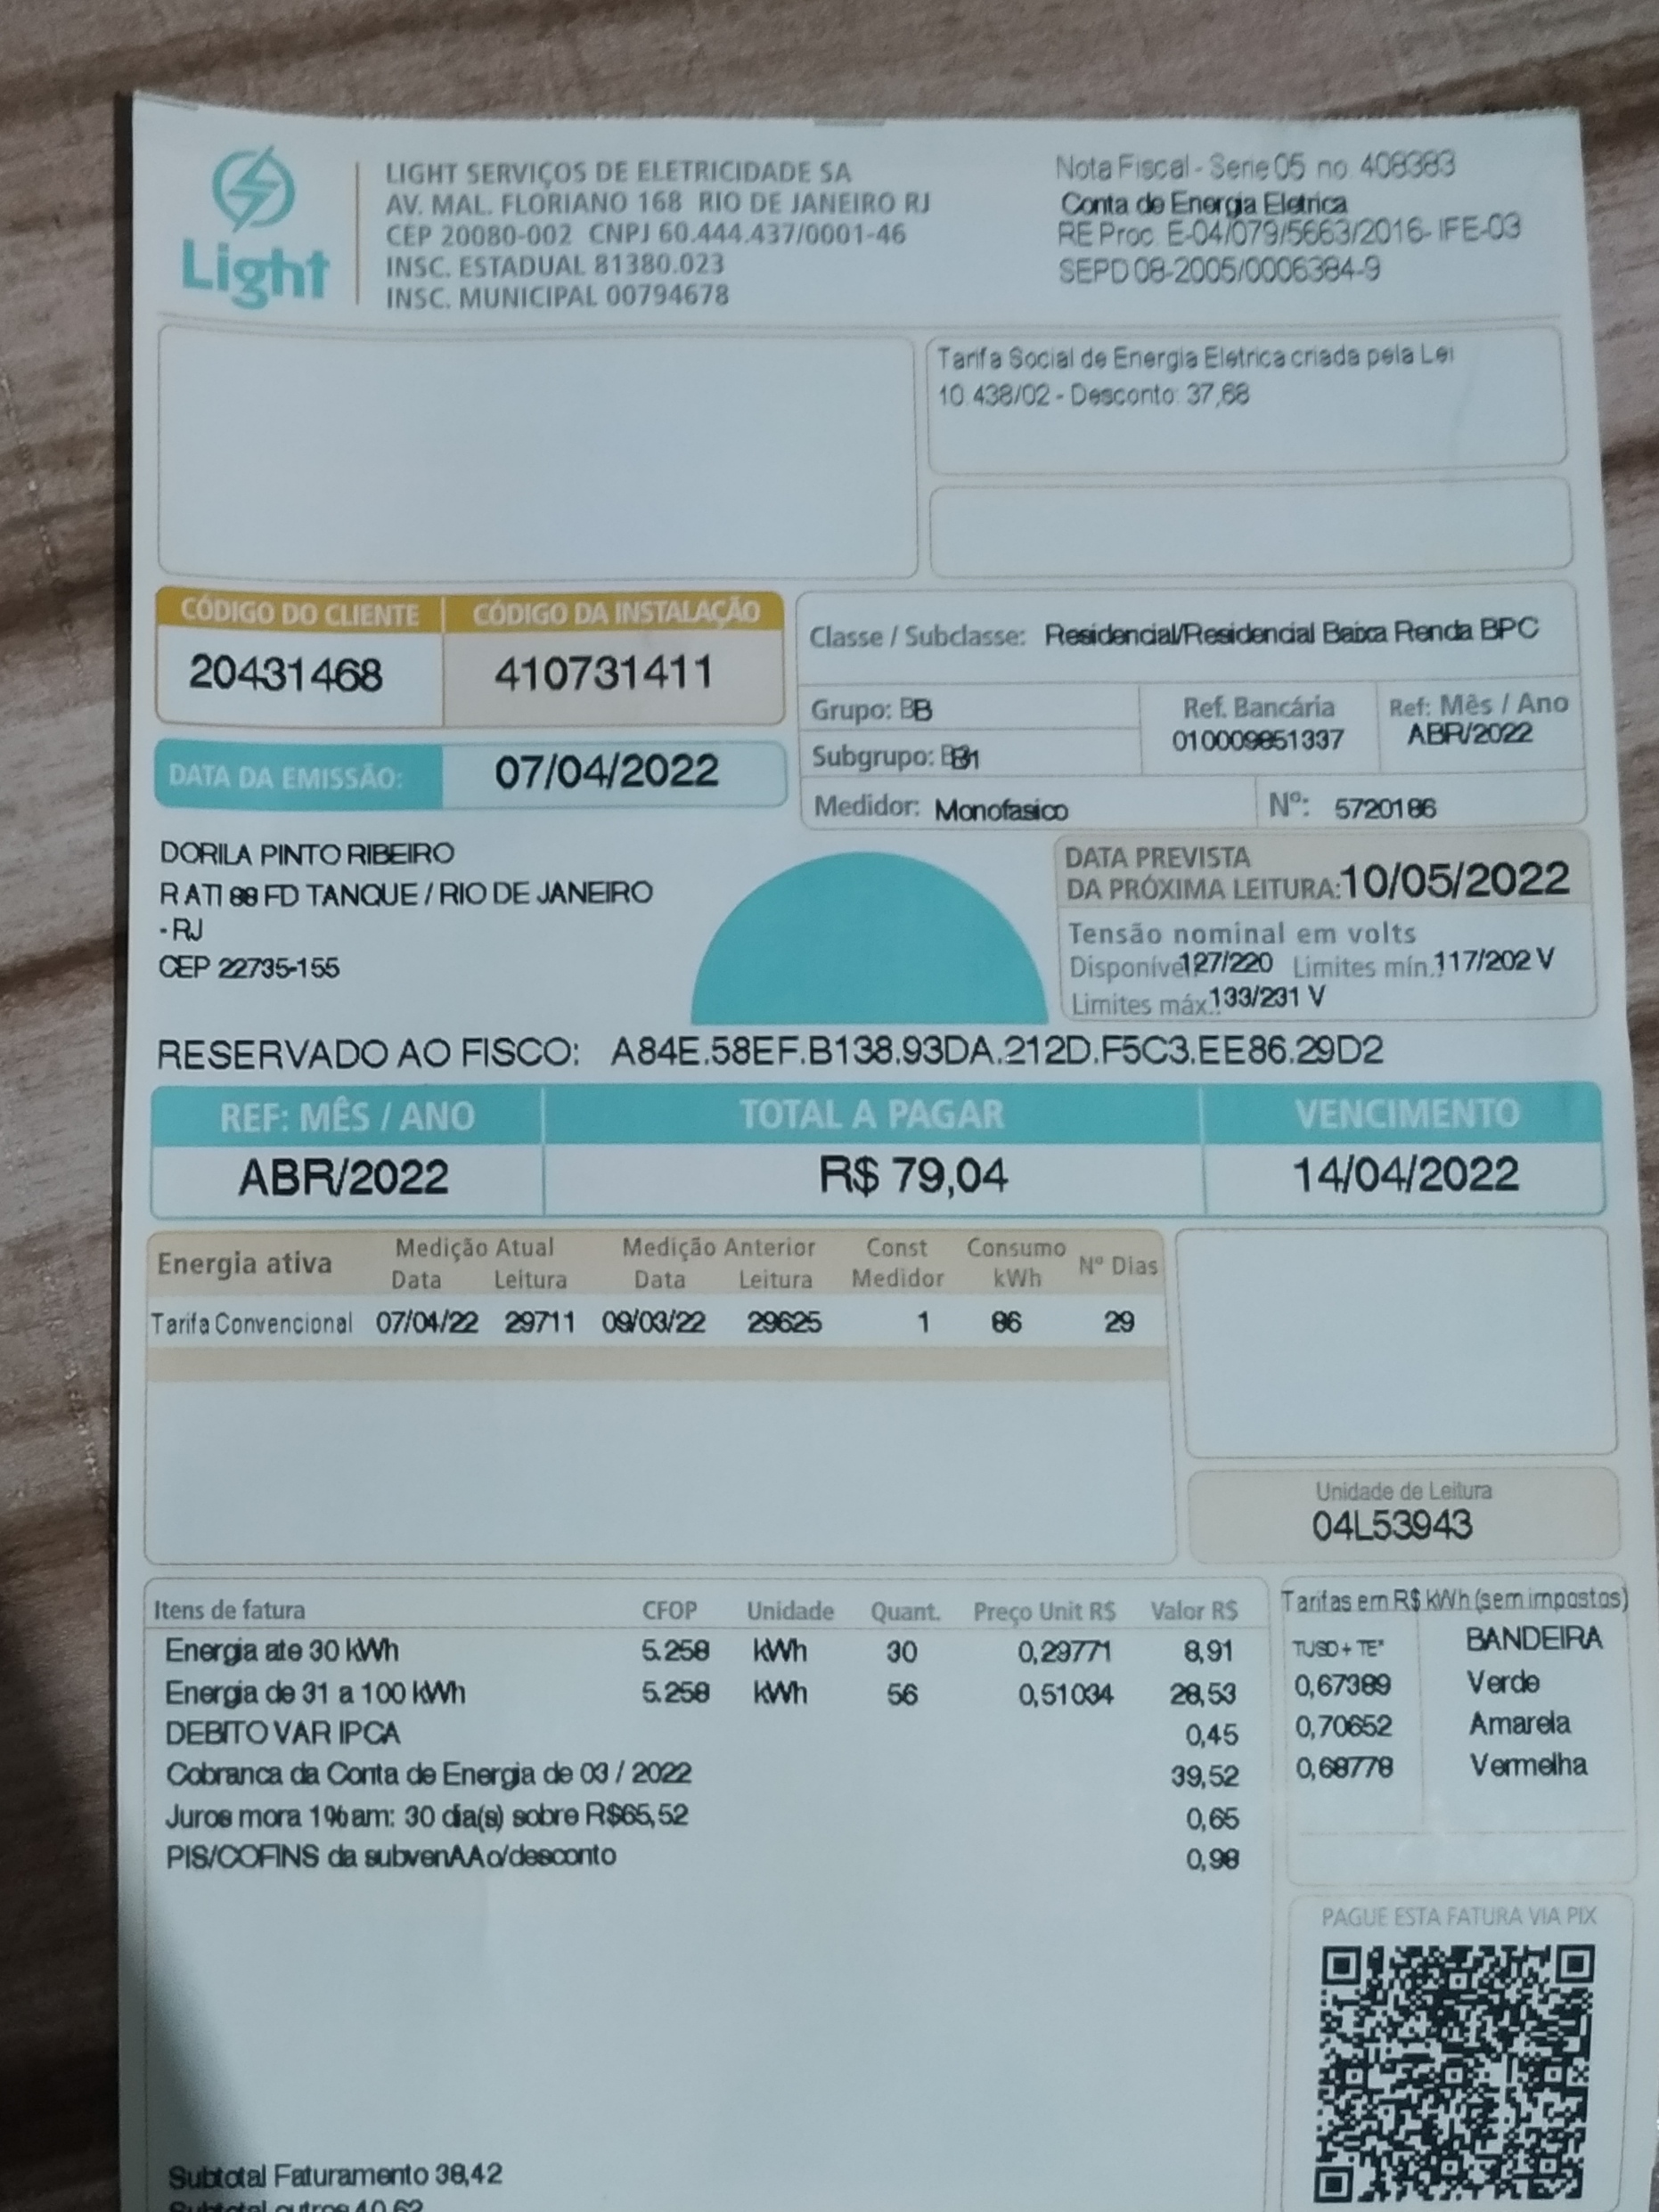 Light
LIGHT SERVIÇOS DE ELETRICIDADE SA
AV. MAL. FLORIANO 168 RIO DE JANEIRO RJ
CEP 20080-002 CNPJ 60.444.437/0001-46
INSC. ESTADUAL 81380.023
INSC. MUNICIPAL 00794678
Nota Fiscal - Serie 05 no 408383
Conta de Energia Eletrica
RE Proc. E-04/079/5663/2016- IFE-03
SEPD 08-2005/0006384-9
Tarifa Social de Energia Eletrica criada pela Lei
10.438/02 - Desconto: 37,68
CÓDIGO DO CLIENTE CÓDIGO DA INSTALAÇÃO
20431468 410731411
DATA DA EMISSÃO: 07/04/2022
Classe / Subclasse: Residencial/Residencial Baixa Renda BPC
Grupo: B
Subgrupo: B1
Ref. Bancária
010009851337
Ref: Mês / Ano
ABR/2022
Medidor: Monofasico Nº: 5720186
DORILA PINTO RIBEIRO
R ATI 88 FD TANQUE / RIO DE JANEIRO
- RJ
CEP 22735-155
DATA PREVISTA
DA PRÓXIMA LEITURA: 10/05/2022
Tensão nominal em volts
Disponível 127/220 Limites mín.: 117/202 V
Limites máx.: 133/231 V
RESERVADO AO FISCO: A84E.58EF.B138.93DA.212D.F5C3.EE86.29D2
REF: MÊS / ANO TOTAL A PAGAR VENCIMENTO
ABR/2022 R$ 79,04 14/04/2022
Energia ativa Medição Atual Medição Anterior Const Consumo Nº Dias
Data Leitura Data Leitura Medidor kWh
Tarifa Convencional 07/04/22 29711 09/03/22 29625 1 86 29
Unidade de Leitura
04L53943
Itens de fatura CFOP Unidade Quant. Preço Unit R$ Valor R$
Energia ate 30 kWh 5.258 kWh 30 0,29771 8,91
Energia de 31 a 100 kWh 5.258 kWh 56 0,51034 28,53
DEBITO VAR IPCA 0,45
Cobranca da Conta de Energia de 03 / 2022 39,52
Juros mora 1% am: 30 dia(s) sobre R$65,52 0,65
PIS/COFINS da subvenAAo/desconto 0,98
Tarifas em R$ kWh (sem impostos)
TUSD + TE* BANDEIRA
0,67389 Verde
0,70652 Amarela
0,68778 Vermelha
PAGUE ESTA FATURA VIA PIX
Subtotal Faturamento 38,42
Subtotal outros 40,62